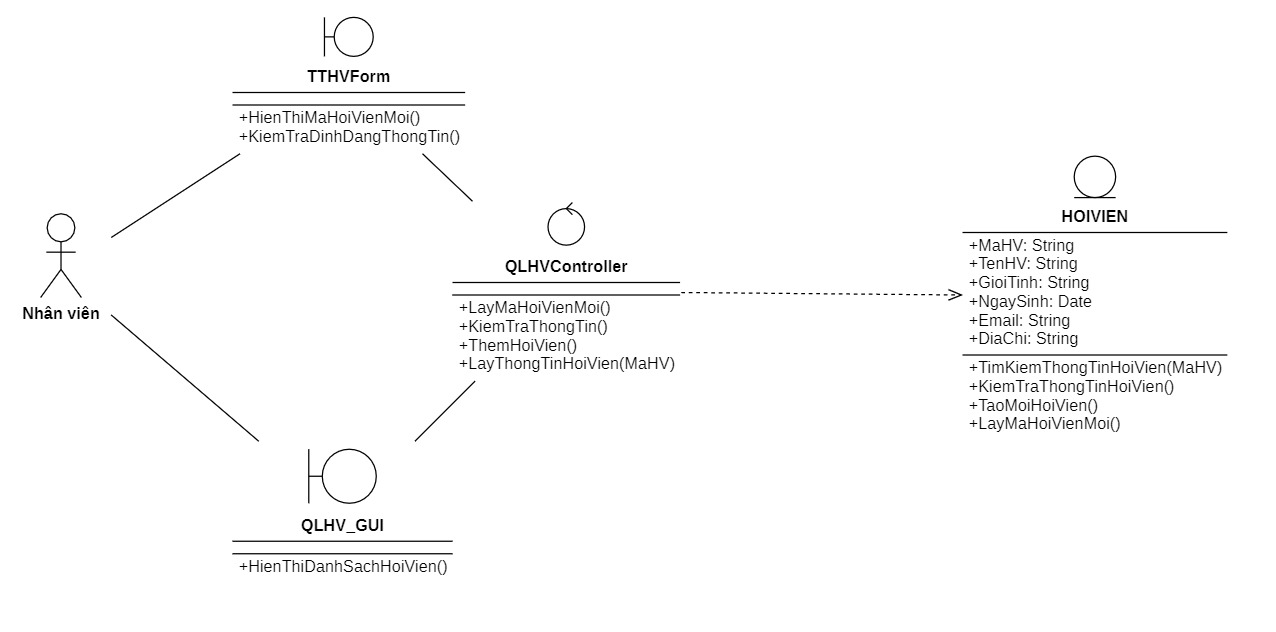 TTHVForm
+HienThiMaHoiVienMoi()
+KiemTraDinhDangThongTin()
Nhân viên
QLHVController
+LayMaHoiVienMoi()
+KiemTraThongTin()
+ThemHoiVien()
+LayThongTinHoiVien(MaHV)
HOIVIEN
+MaHV: String
+TenHV: String
+GioiTinh: String
+NgaySinh: Date
+Email: String
+DiaChi: String
+TimKiemThongTinHoiVien(MaHV)
+KiemTraThongTinHoiVien()
+TaoMoiHoiVien()
+LayMaHoiVienMoi()
QLHV_GUI
+HienThiDanhSachHoiVien()